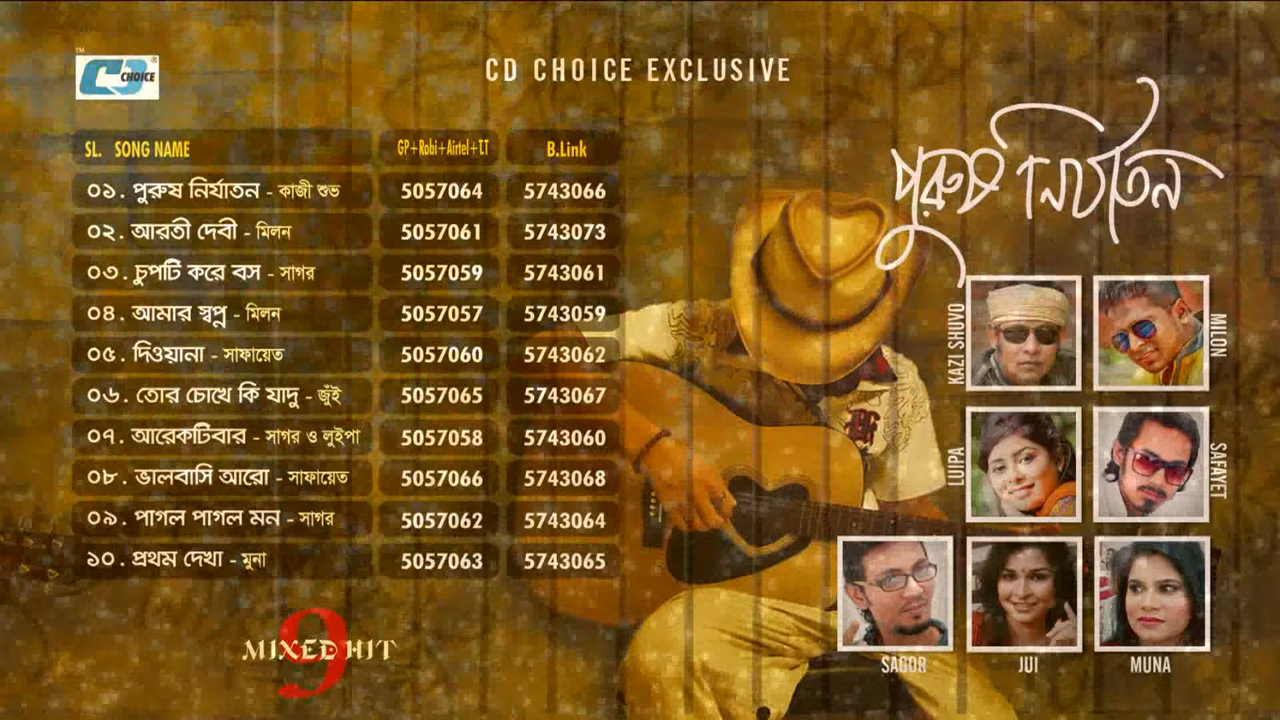 TM
CD CHOICE ®
CD CHOICE EXCLUSIVE
SL. SONG NAME GP+Robi+Airtel+T.T B.Link
০১. পুরুষ নির্যাতন - কাজী শুভ 5057064 5743066
০২. আরতী দেবী - মিলন 5057061 5743073
০৩. চুপটি করে বস - সাগর 5057059 5743061
০৪. আমার স্বপ্ন - মিলন 5057057 5743059
০৫. দিওয়ানা - সাফায়েত 5057060 5743062
০৬. তোর চোখে কি যাদু - জুঁই 5057065 5743067
০৭. আরেকটিবার - সাগর ও লুইপা 5057058 5743060
০৮. ভালবাসি আরো - সাফায়েত 5057066 5743068
০৯. পাগল পাগল মন - সাগর 5057062 5743064
১০. প্রথম দেখা - মুনা 5057063 5743065
MIXED HIT
9
পুরুষ নির্যাতন
KAZI SHUVO
MILON
LUIPA
SAFAYET
SAGOR
JUI
MUNA